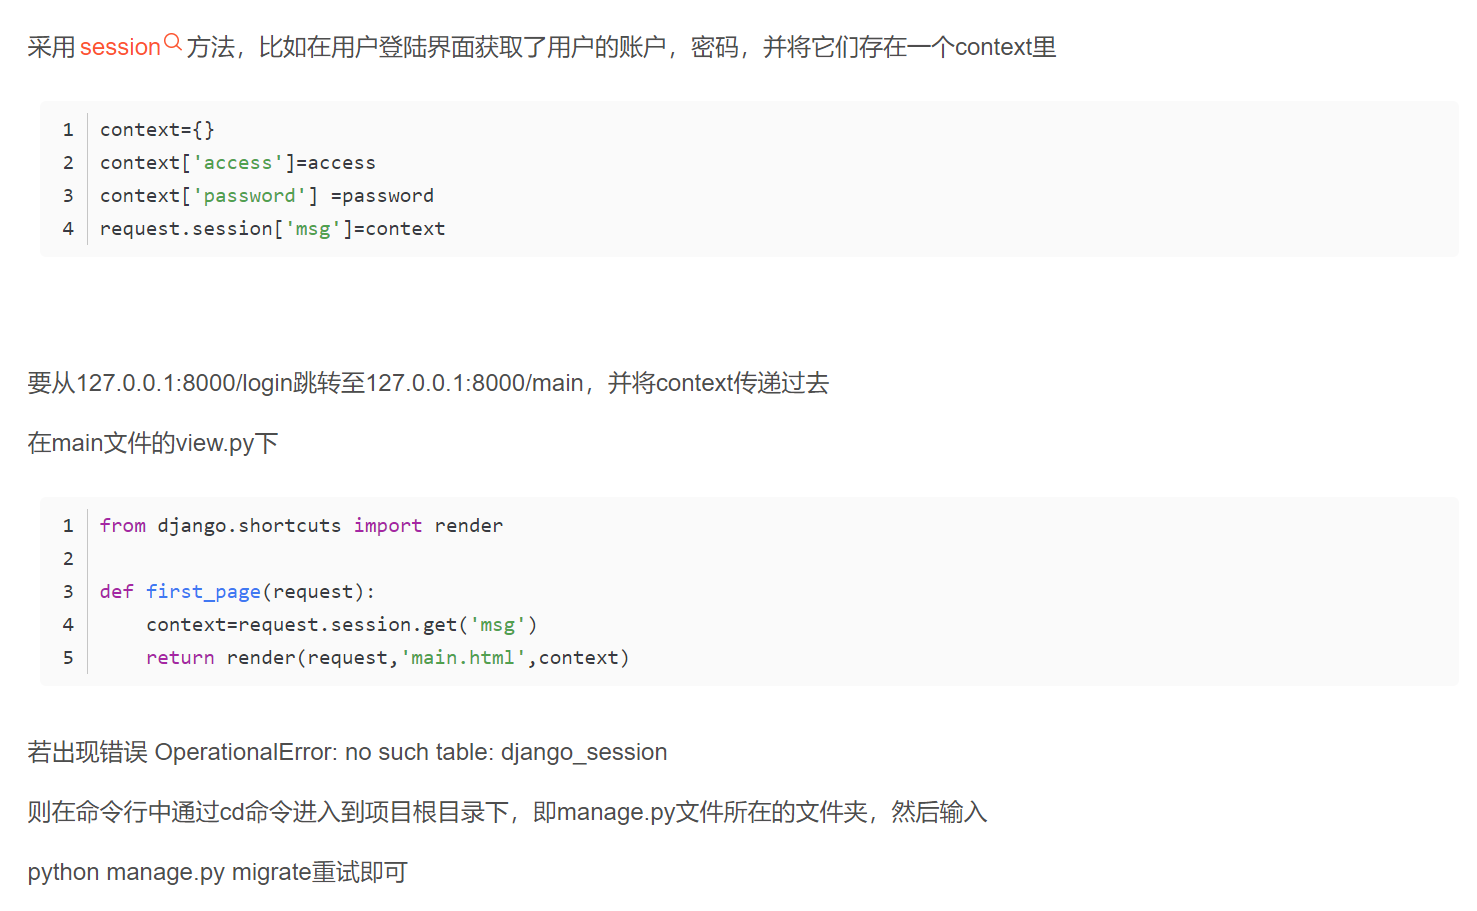 采用session方法，比如在用户登陆界面获取了用户的账户，密码，并将它们存在一个context里
1 context={}
2 context['access']=access
3 context['password'] =password
4 request.session['msg']=context
要从127.0.0.1:8000/login跳转至127.0.0.1:8000/main，并将context传递过去
在main文件的view.py下
1 from django.shortcuts import render
2
3 def first_page(request):
4     context=request.session.get('msg')
5     return render(request,'main.html',context)
若出现错误 OperationalError: no such table: django_session
则在命令行中通过cd命令进入到项目根目录下，即manage.py文件所在的文件夹，然后输入
python manage.py migrate重试即可